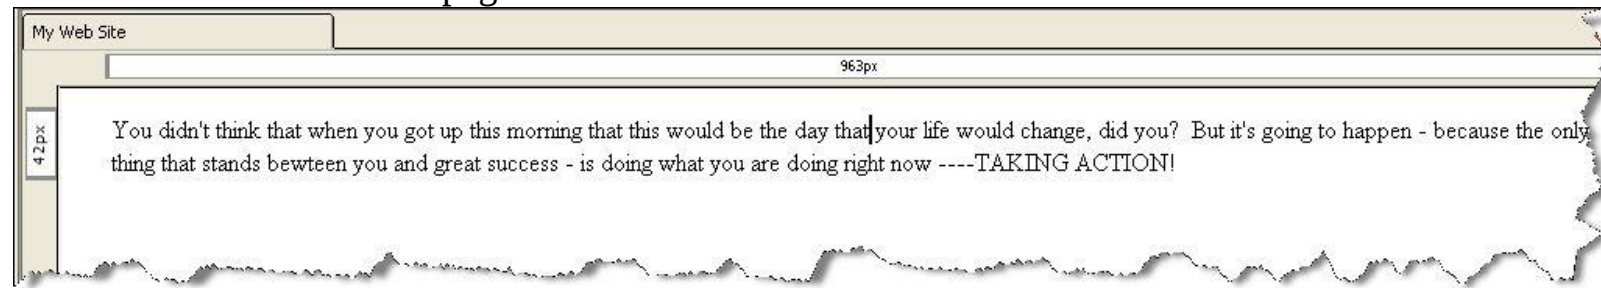 My Web Site
963px
42px
You didn't think that when you got up this morning that this would be the day that your life would change, did you?  But it's going to happen - because the only
thing that stands bewteen you and great success - is doing what you are doing right now ----TAKING ACTION!